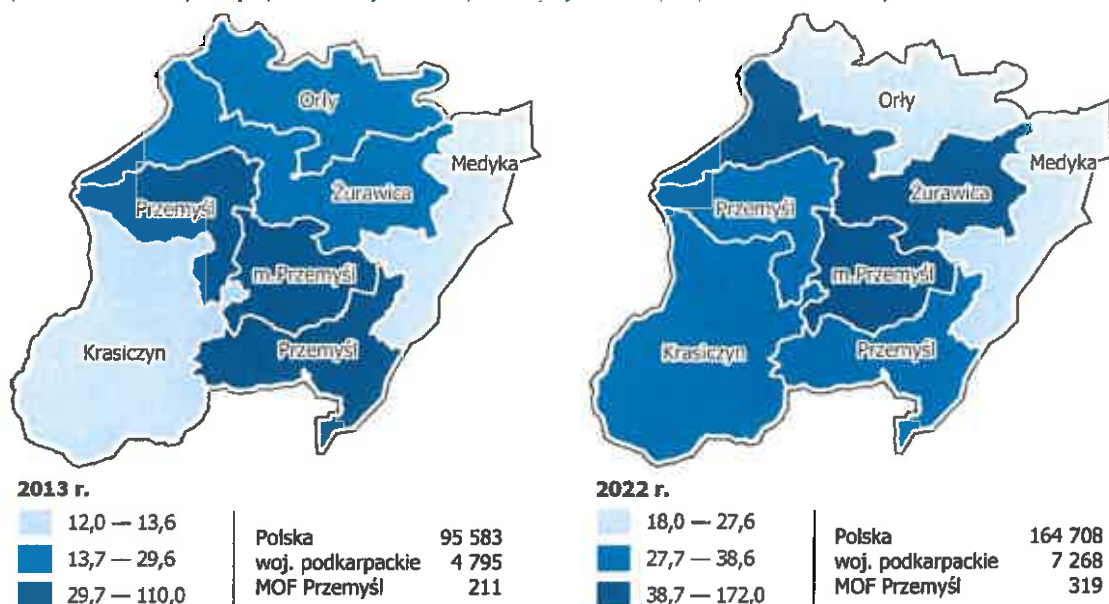 Orły
Medyka
Żurawica
Przemyśl
m.Przemyśl
Krasiczyn
Przemyśl
2013 r.
12,0 — 13,6
13,7 — 29,6
29,7 — 110,0
Polska 95 583
woj. podkarpackie 4 795
MOF Przemyśl 211
Orły
Medyka
Żurawica
Przemyśl
m.Przemyśl
Krasiczyn
Przemyśl
2022 r.
18,0 — 27,6
27,7 — 38,6
38,7 — 172,0
Polska 164 708
woj. podkarpackie 7 268
MOF Przemyśl 319